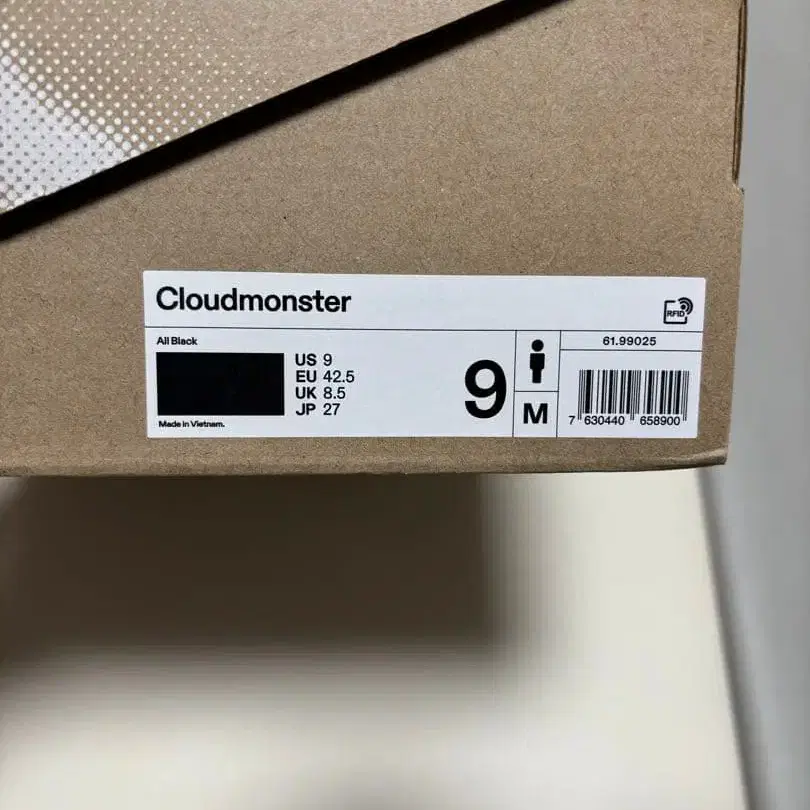 Cloudmonster
RFID
All Black
US 9
EU 42.5
UK 8.5
JP 27
Made in Vietnam.
9
M
61.99025
7 630440 658900